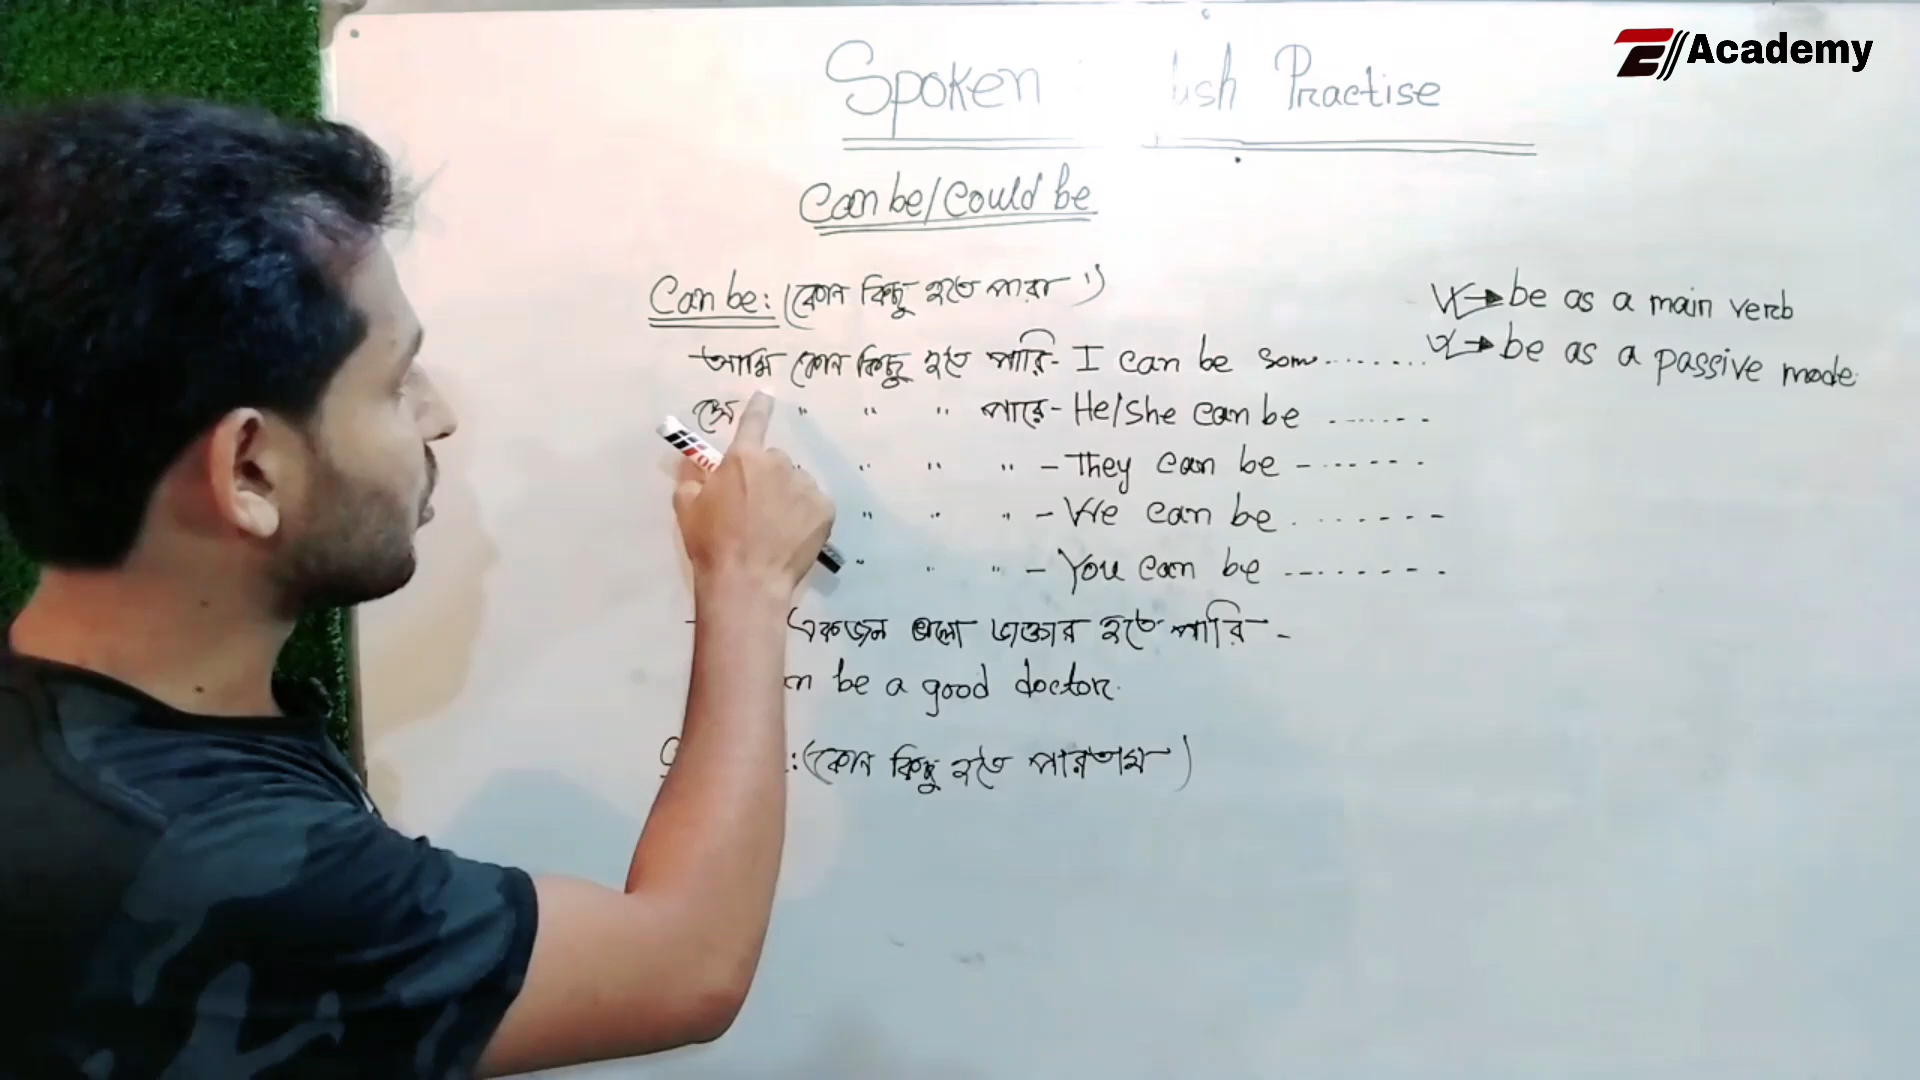 Academy
Spoken lish Practise
Can be/Could be
Can be: (কোন কিছু হতে পারা)
be as a main verb
আমি কোন কিছু হতে পারি- I can be som........
be as a passive mode
সে " " " পারে- He/She can be .......
" " " " - They can be -------
" " " - We can be ........
" " " - You can be --------
একজন ভালো ডাক্তার হতে পারি -
n be a good doctor.
:(কোন কিছু হতে পারতাম)